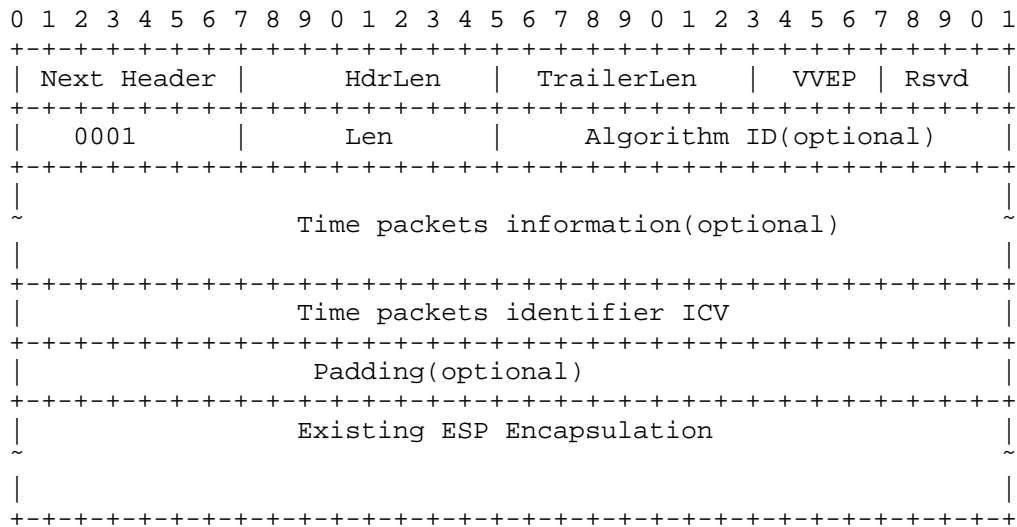 0 1 2 3 4 5 6 7 8 9 0 1 2 3 4 5 6 7 8 9 0 1 2 3 4 5 6 7 8 9 0 1
+-+-+-+-+-+-+-+-+-+-+-+-+-+-+-+-+-+-+-+-+-+-+-+-+-+-+-+-+-+-+-+
| Next Header | HdrLen | TrailerLen | VVEP | Rsvd |
+-+-+-+-+-+-+-+-+-+-+-+-+-+-+-+-+-+-+-+-+-+-+-+-+-+-+-+-+-+-+-+
| 0001 | Len | Algorithm ID(optional) |
+-+-+-+-+-+-+-+-+-+-+-+-+-+-+-+-+-+-+-+-+-+-+-+-+-+-+-+-+-+-+-+
| |
~ Time packets information(optional) ~
| |
+-+-+-+-+-+-+-+-+-+-+-+-+-+-+-+-+-+-+-+-+-+-+-+-+-+-+-+-+-+-+-+
| Time packets identifier ICV |
+-+-+-+-+-+-+-+-+-+-+-+-+-+-+-+-+-+-+-+-+-+-+-+-+-+-+-+-+-+-+-+
| Padding(optional) |
+-+-+-+-+-+-+-+-+-+-+-+-+-+-+-+-+-+-+-+-+-+-+-+-+-+-+-+-+-+-+-+
| Existing ESP Encapsulation |
~ ~
| |
+-+-+-+-+-+-+-+-+-+-+-+-+-+-+-+-+-+-+-+-+-+-+-+-+-+-+-+-+-+-+-+